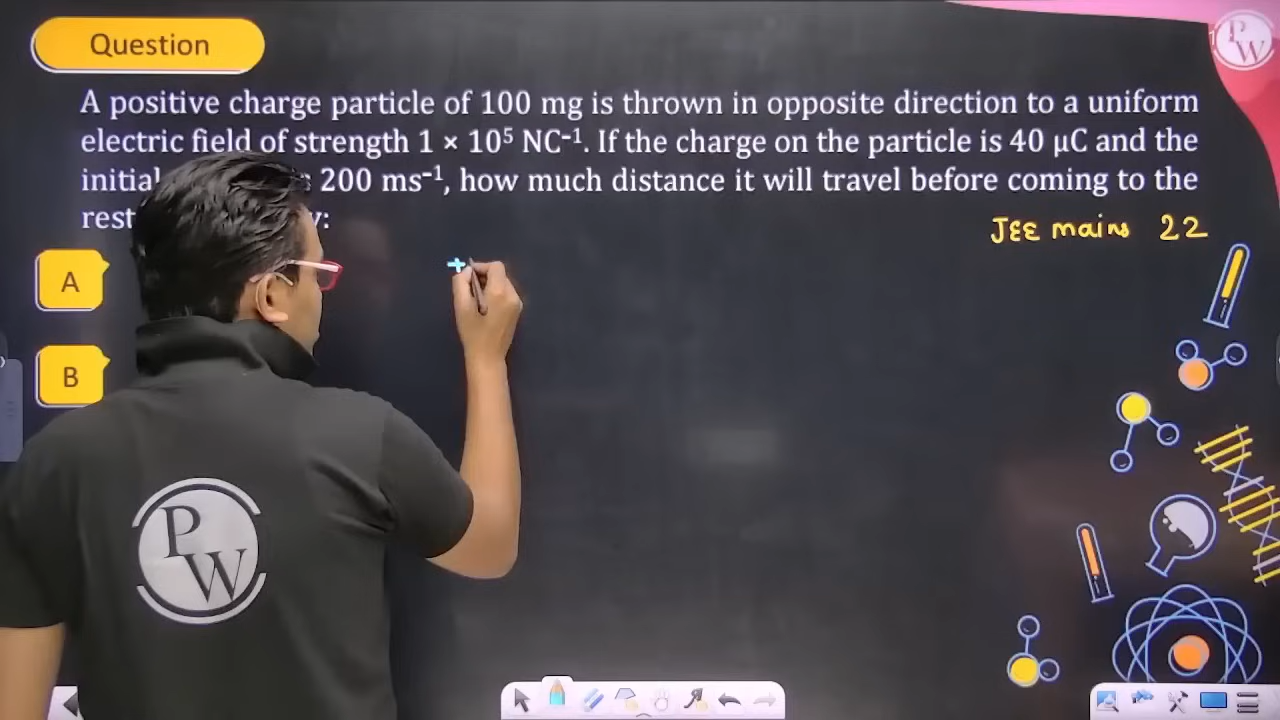 Question
A positive charge particle of 100 mg is thrown in opposite direction to a uniform
electric field of strength 1 × 10⁵ NC⁻¹. If the charge on the particle is 40 μC and the
initial 200 ms⁻¹, how much distance it will travel before coming to the
rest
JEE mains 22
A
B
+
PW
PW